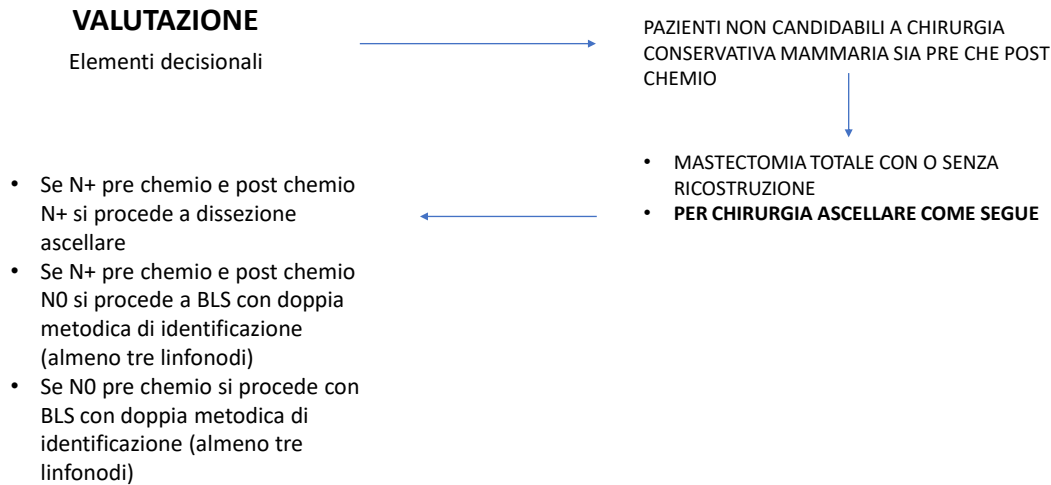 VALUTAZIONE
Elementi decisionali
PAZIENTI NON CANDIDABILI A CHIRURGIA
CONSERVATIVA MAMMARIA SIA PRE CHE POST
CHEMIO
• MASTECTOMIA TOTALE CON O SENZA
RICOSTRUZIONE
• PER CHIRURGIA ASCELLARE COME SEGUE
• Se N+ pre chemio e post chemio
N+ si procede a dissezione
ascellare
• Se N+ pre chemio e post chemio
N0 si procede a BLS con doppia
metodica di identificazione
(almeno tre linfonodi)
• Se N0 pre chemio si procede con
BLS con doppia metodica di
identificazione (almeno tre
linfonodi)